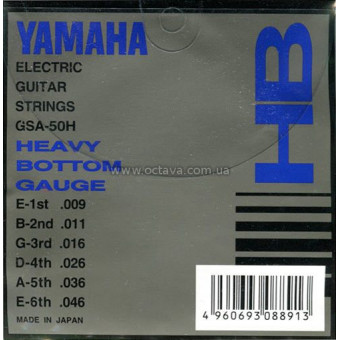 YAMAHA
ELECTRIC
GUITAR
STRINGS
GSA-50H
HEAVY
BOTTOM
GAUGE
HB
www.octava.com.ua
E-1st .009
B-2nd .011
G-3rd .016
D-4th .026
A-5th .036
E-6th .046
MADE IN JAPAN
4 960693 088913